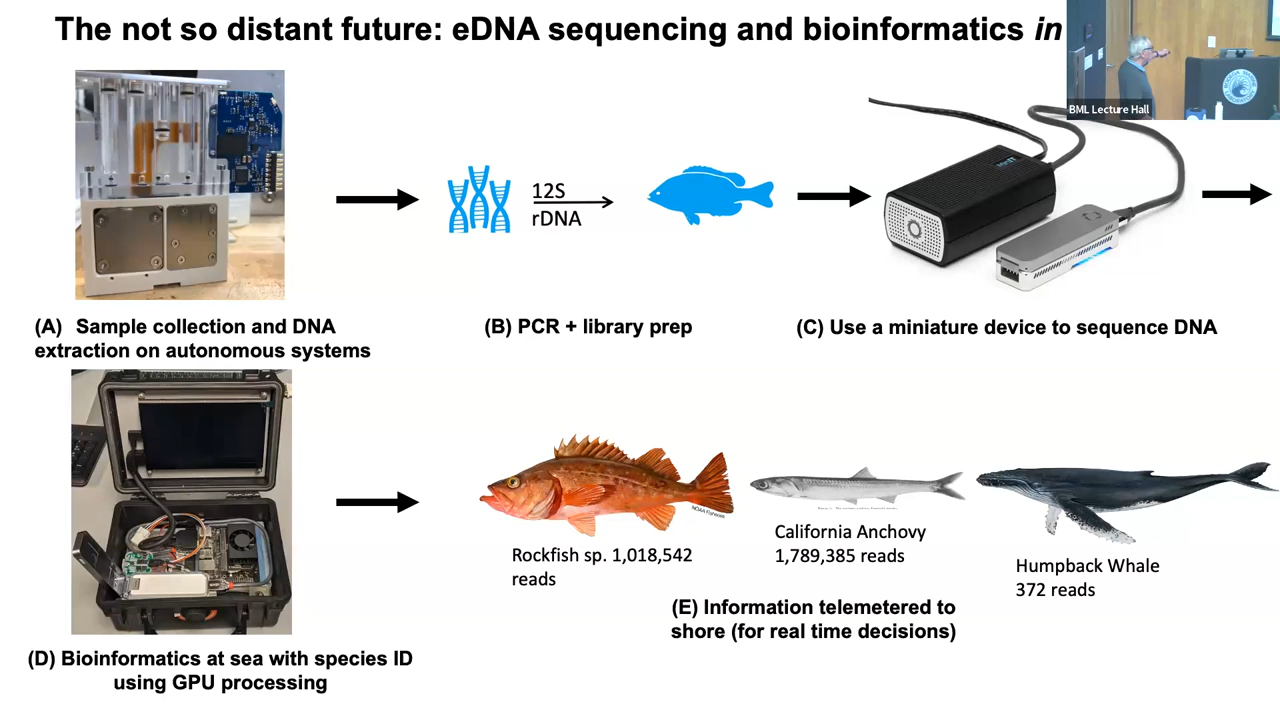 The not so distant future: eDNA sequencing and bioinformatics in
BML Lecture Hall
12S
rDNA
(A) Sample collection and DNA
extraction on autonomous systems
(B) PCR + library prep
(C) Use a miniature device to sequence DNA
NOAA Fisheries
Rockfish sp. 1,018,542
reads
California Anchovy
1,789,385 reads
Humpback Whale
372 reads
(E) Information telemetered to
shore (for real time decisions)
(D) Bioinformatics at sea with species ID
using GPU processing